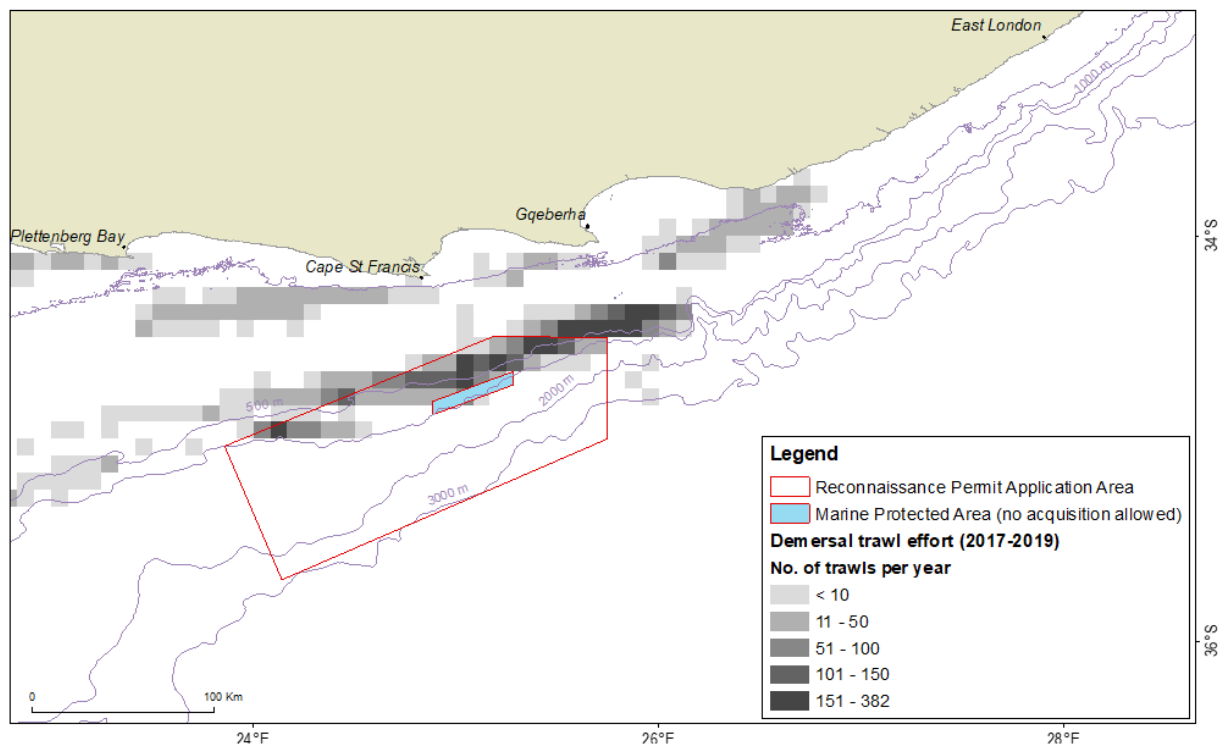 East London
1000 m
Gqeberha
Plettenberg Bay
34°S
Cape St Francis
2000 m
500 m
3000 m
Legend
Reconnaissance Permit Application Area
Marine Protected Area (no acquisition allowed)
Demersal trawl effort (2017-2019)
No. of trawls per year
< 10
11 - 50
51 - 100
101 - 150
151 - 382
36°S
0 100 Km
24°E 26°E 28°E